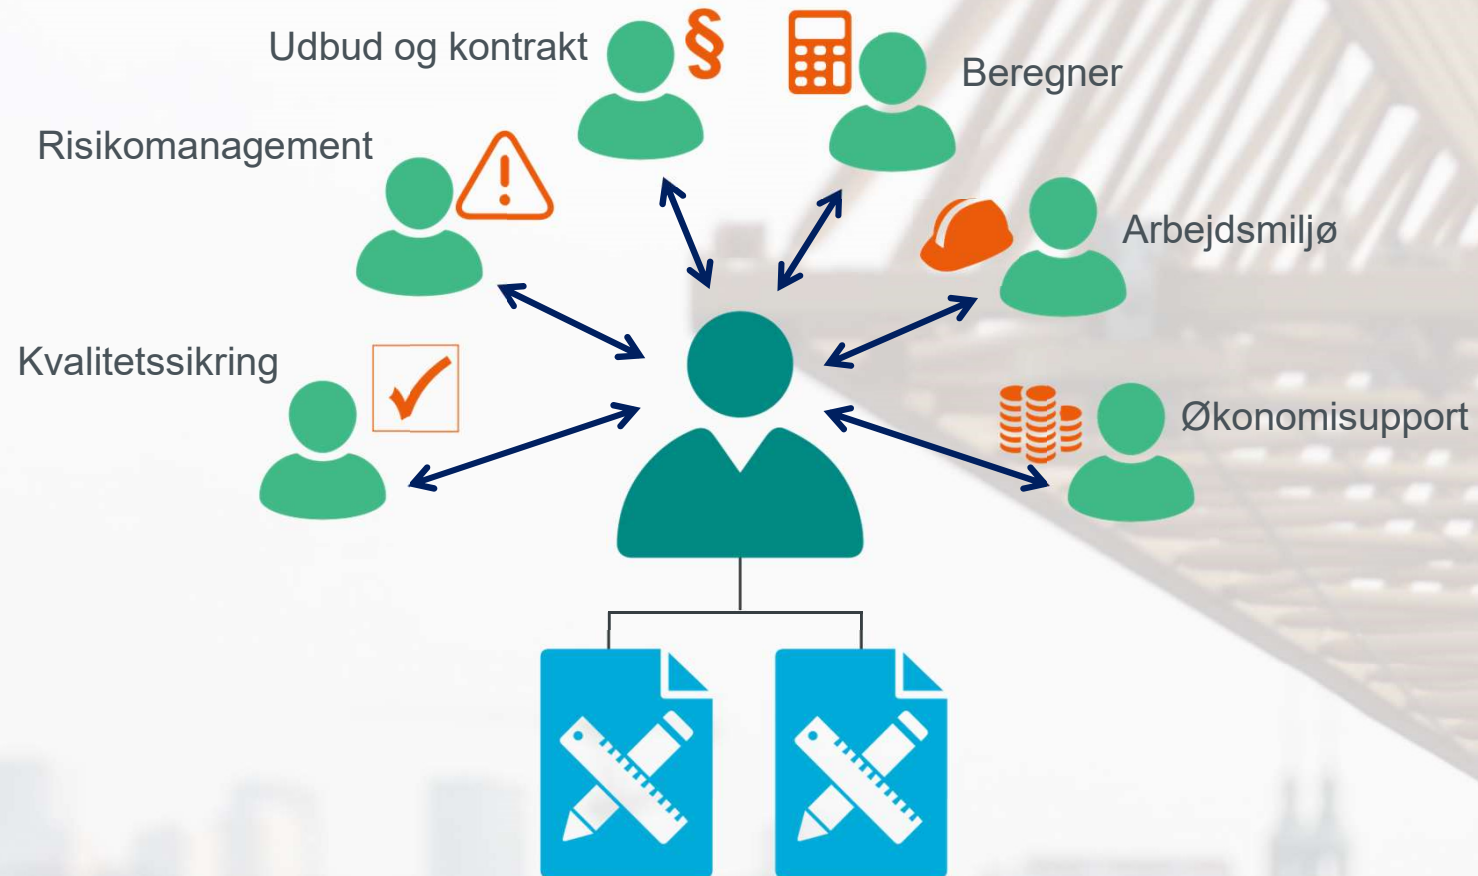 Udbud og kontrakt
§
Beregner
Risikomanagement
!
Arbejdsmiljø
Kvalitetssikring
Økonomisupport